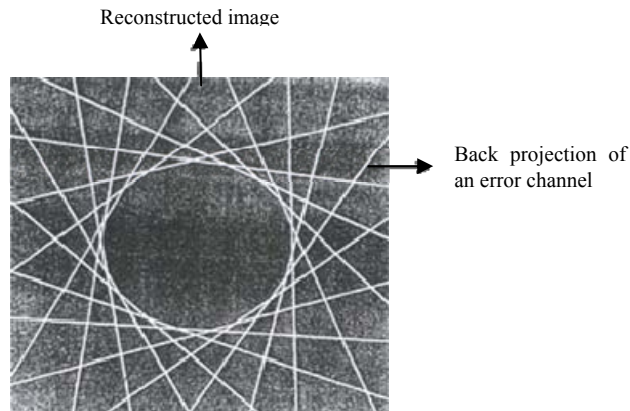 Reconstructed image
Back projection of
an error channel